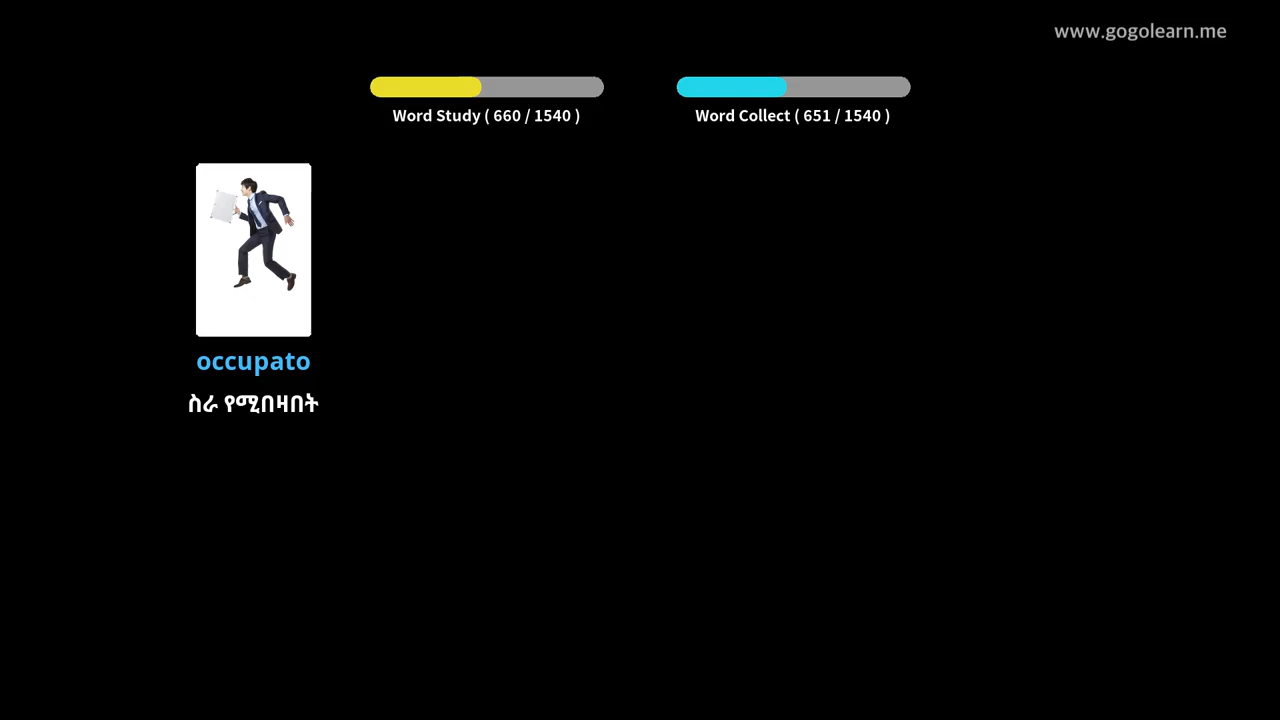 www.gogolearn.me
Word Study ( 660 / 1540 )
Word Collect ( 651 / 1540 )
occupato
ስራ የሚበዛበት